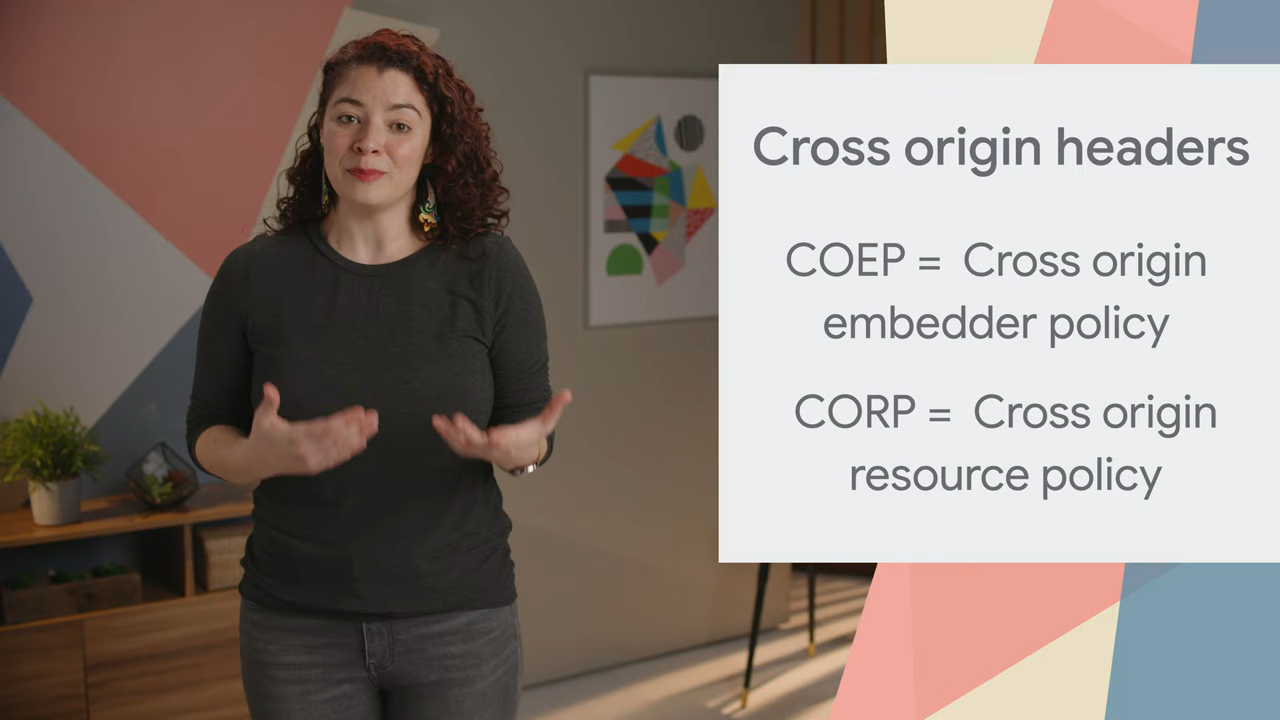 Cross origin headers
COEP = Cross origin
embedder policy
CORP = Cross origin
resource policy